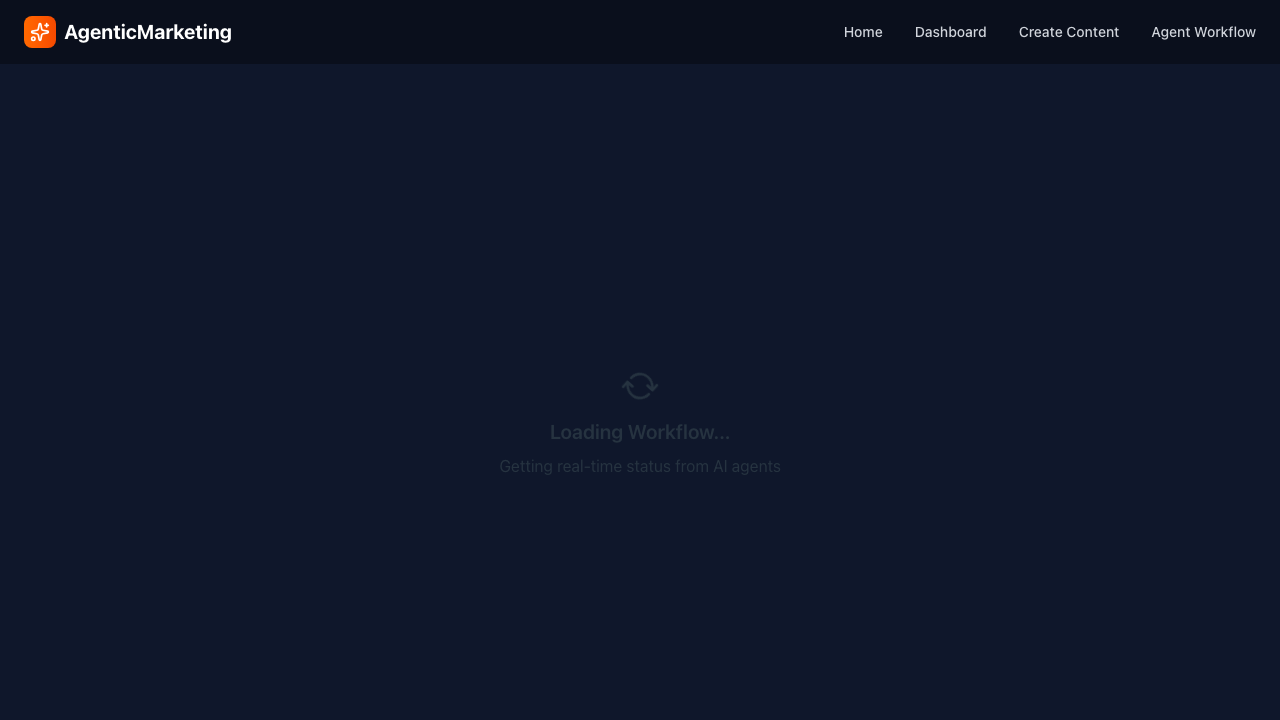 AgenticMarketing
Home
Dashboard
Create Content
Agent Workflow
Loading Workflow...
Getting real-time status from AI agents